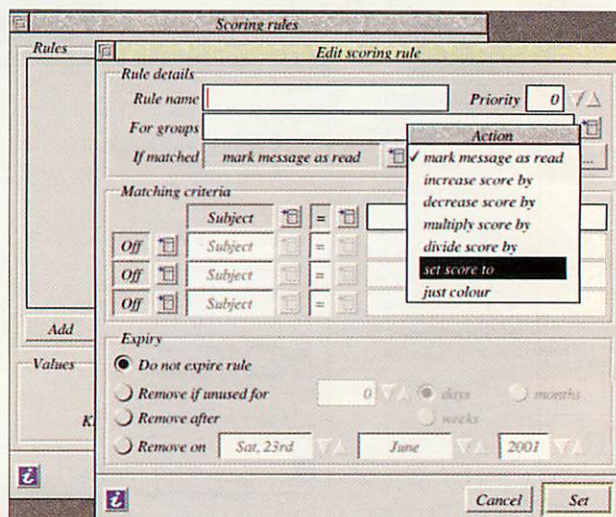 Scoring rules
Rules
Add
Values
Edit scoring rule
Rule details
Rule name Priority 0
For groups
If matched mark message as read ...
Action
✓ mark message as read
increase score by
decrease score by
multiply score by
divide score by
set score to
just colour
Matching criteria
Subject =
Off Subject =
Off Subject =
Off Subject =
Expiry
Do not expire rule
Remove if unused for 0 days months
Remove after weeks
Remove on Sat, 23rd June 2001
i
i Cancel Set